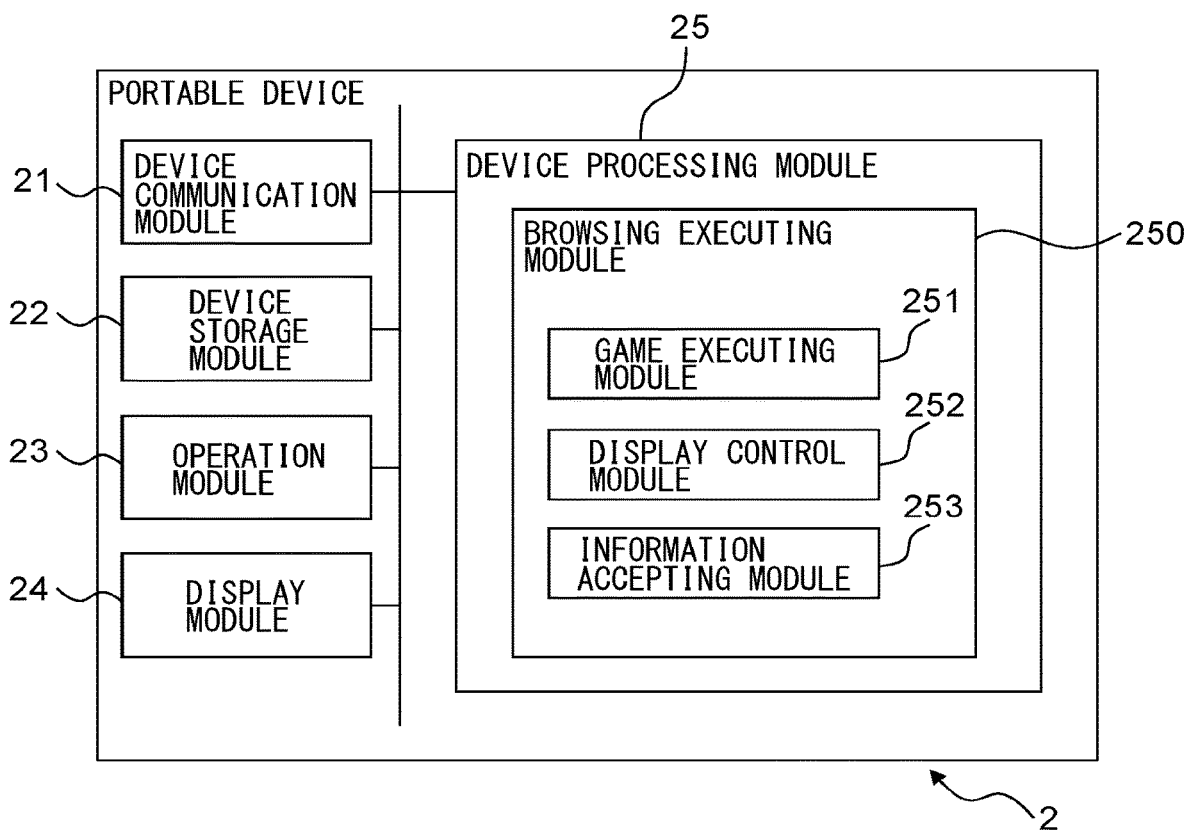 25
PORTABLE DEVICE
21
DEVICE
COMMUNICATION
MODULE
22
DEVICE
STORAGE
MODULE
23
OPERATION
MODULE
24
DISPLAY
MODULE
DEVICE PROCESSING MODULE
BROWSING EXECUTING
MODULE
250
251
GAME EXECUTING
MODULE
252
DISPLAY CONTROL
MODULE
253
INFORMATION
ACCEPTING MODULE
2